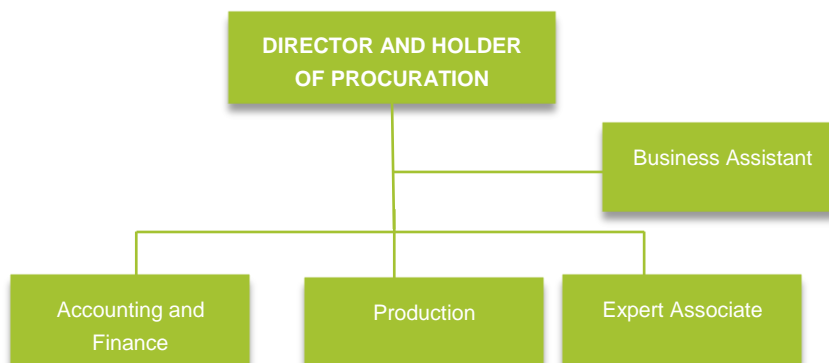 DIRECTOR AND HOLDER
OF PROCURATION
Business Assistant
Accounting and
Finance
Production
Expert Associate